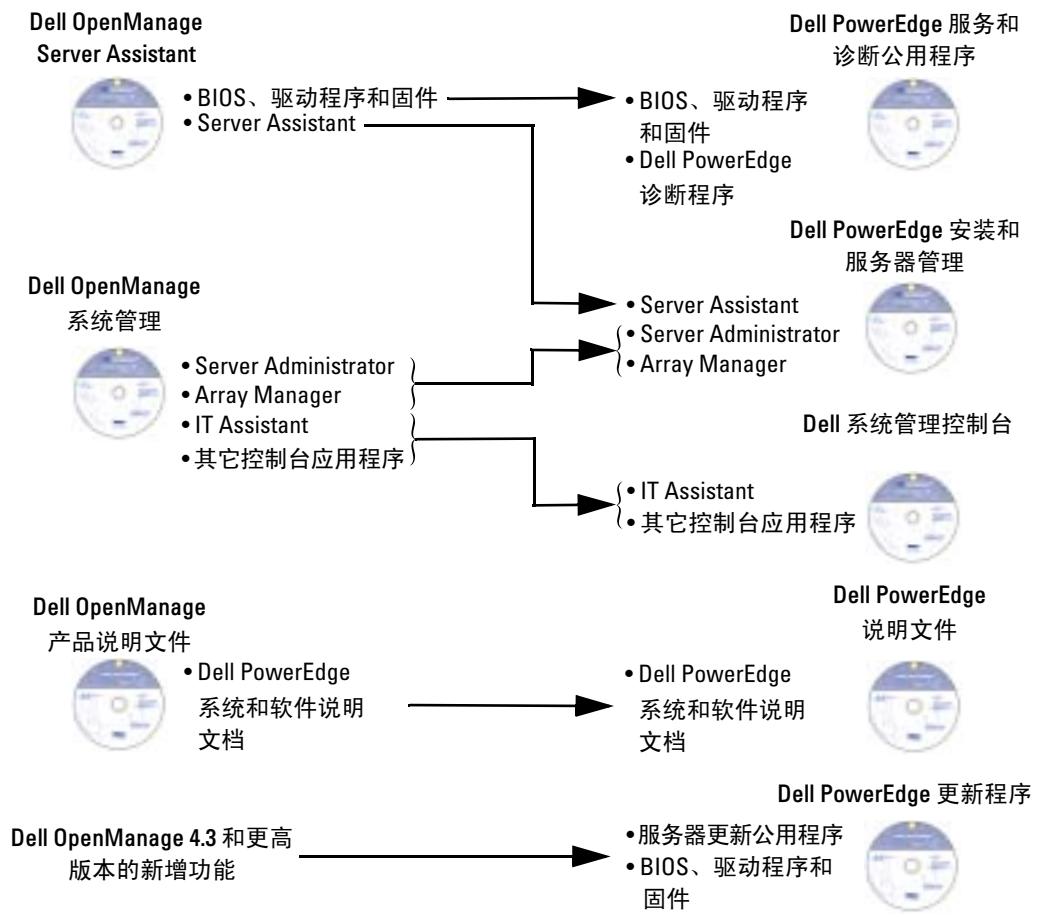 Dell OpenManage
Server Assistant
• BIOS、驱动程序和固件
• Server Assistant
Dell PowerEdge 服务和
诊断公用程序
• BIOS、驱动程序
和固件
• Dell PowerEdge
诊断程序
Dell PowerEdge 安装和
服务器管理
• Server Assistant
• Server Administrator
• Array Manager
Dell OpenManage
系统管理
• Server Administrator
• Array Manager
• IT Assistant
• 其它控制台应用程序
Dell 系统管理控制台
• IT Assistant
• 其它控制台应用程序
Dell OpenManage
产品说明文件
• Dell PowerEdge
系统和软件说明
文档
Dell PowerEdge
说明文件
• Dell PowerEdge
系统和软件说明
文档
Dell OpenManage 4.3 和更高
版本的新增功能
Dell PowerEdge 更新程序
• 服务器更新公用程序
• BIOS、驱动程序和
固件